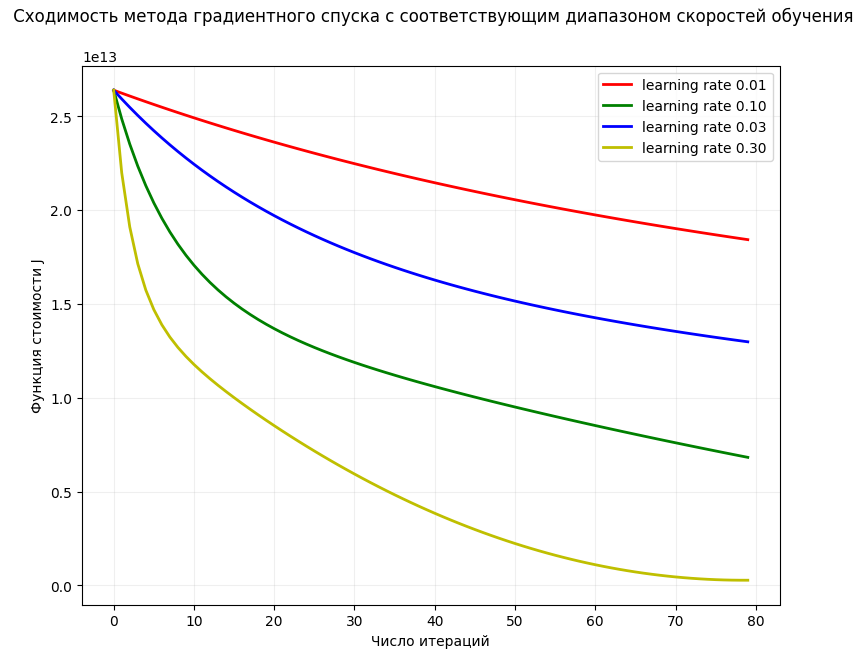 Сходимость метода градиентного спуска с соответствующим диапазоном скоростей обучения
1e13
learning rate 0.01
learning rate 0.10
learning rate 0.03
learning rate 0.30
2.5
2.0
1.5
1.0
0.5
0.0
Функция стоимости J
0 10 20 30 40 50 60 70 80
Число итераций